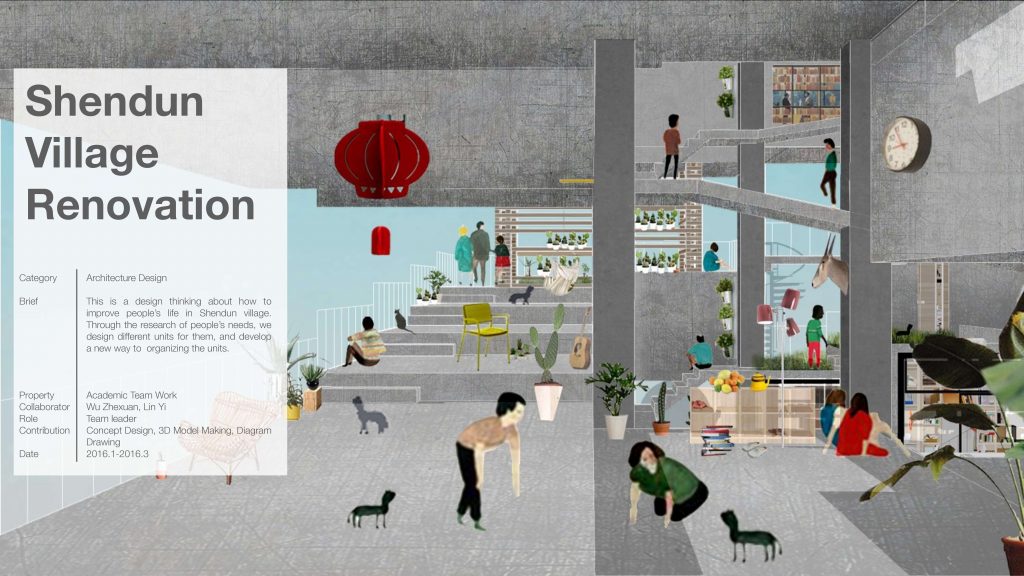 Shendun
Village
Renovation
Category Architecture Design
Brief This is a design thinking about how to
improve people's life in Shendun village.
Through the research of people's needs, we
design different units for them, and develop
a new way to organizing the units.
Property Academic Team Work
Collaborator Wu Zhexuan, Lin Yi
Role Team leader
Contribution Concept Design, 3D Model Making, Diagram
Drawing
Date 2016.1-2016.3